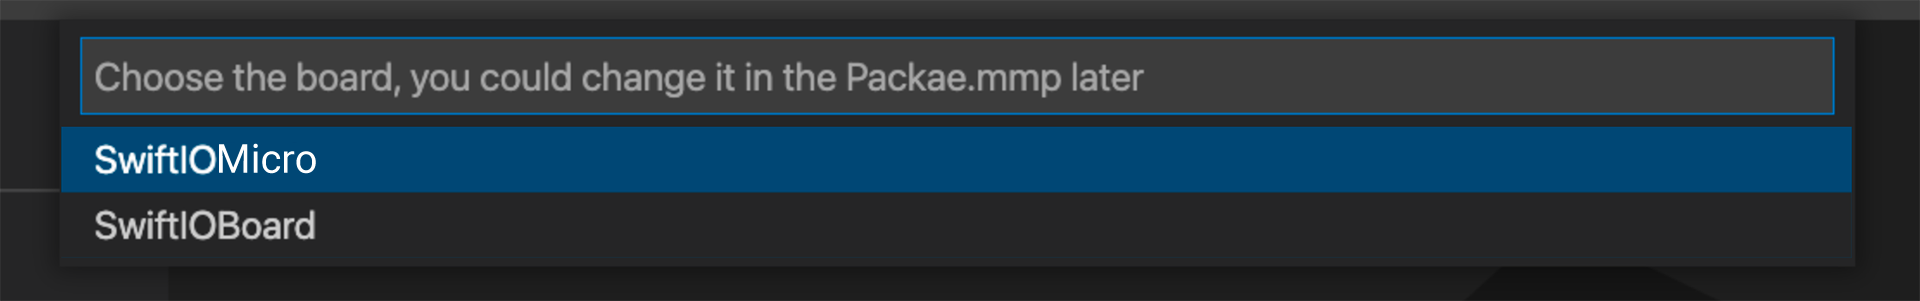 Choose the board, you could change it in the Packae.mmp later
SwiftIOMicro
SwiftIOBoard